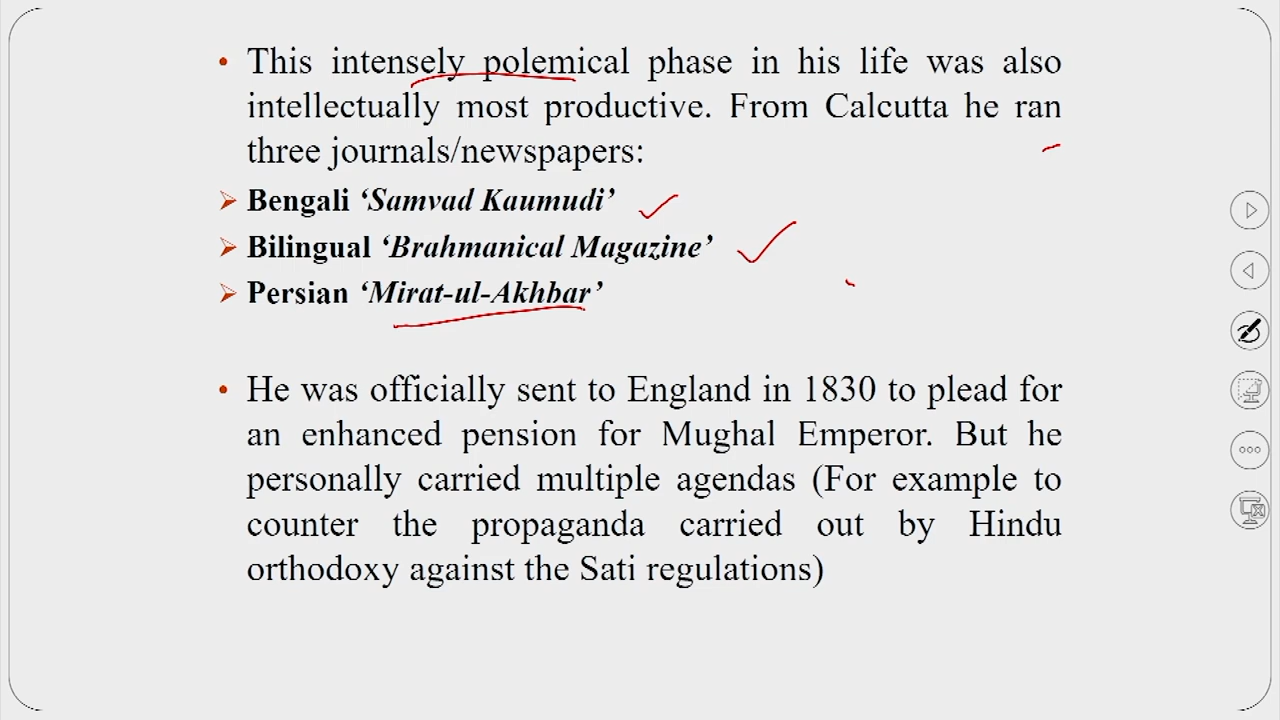 • This intensely polemical phase in his life was also
intellectually most productive. From Calcutta he ran
three journals/newspapers:
➢ Bengali ‘Samvad Kaumudi’
➢ Bilingual ‘Brahmanical Magazine’
➢ Persian ‘Mirat-ul-Akhbar’
• He was officially sent to England in 1830 to plead for
an enhanced pension for Mughal Emperor. But he
personally carried multiple agendas (For example to
counter the propaganda carried out by Hindu
orthodoxy against the Sati regulations)